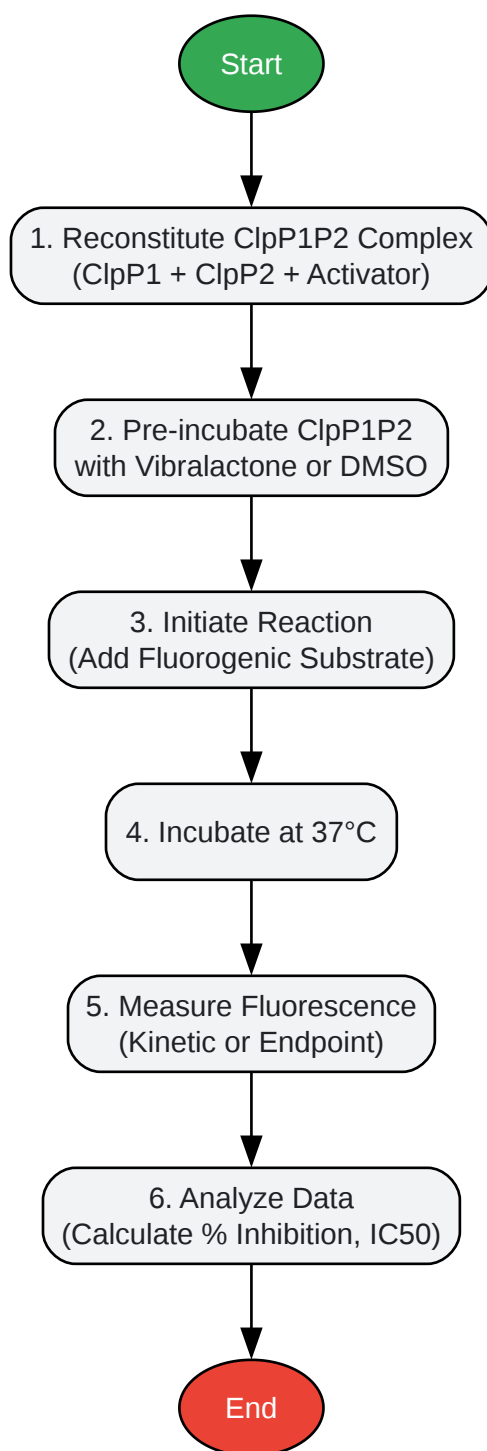 Start
1. Reconstitute ClpP1P2 Complex
(ClpP1 + ClpP2 + Activator)
2. Pre-incubate ClpP1P2
with Vibralactone or DMSO
3. Initiate Reaction
(Add Fluorogenic Substrate)
4. Incubate at 37°C
5. Measure Fluorescence
(Kinetic or Endpoint)
6. Analyze Data
(Calculate % Inhibition, IC50)
End